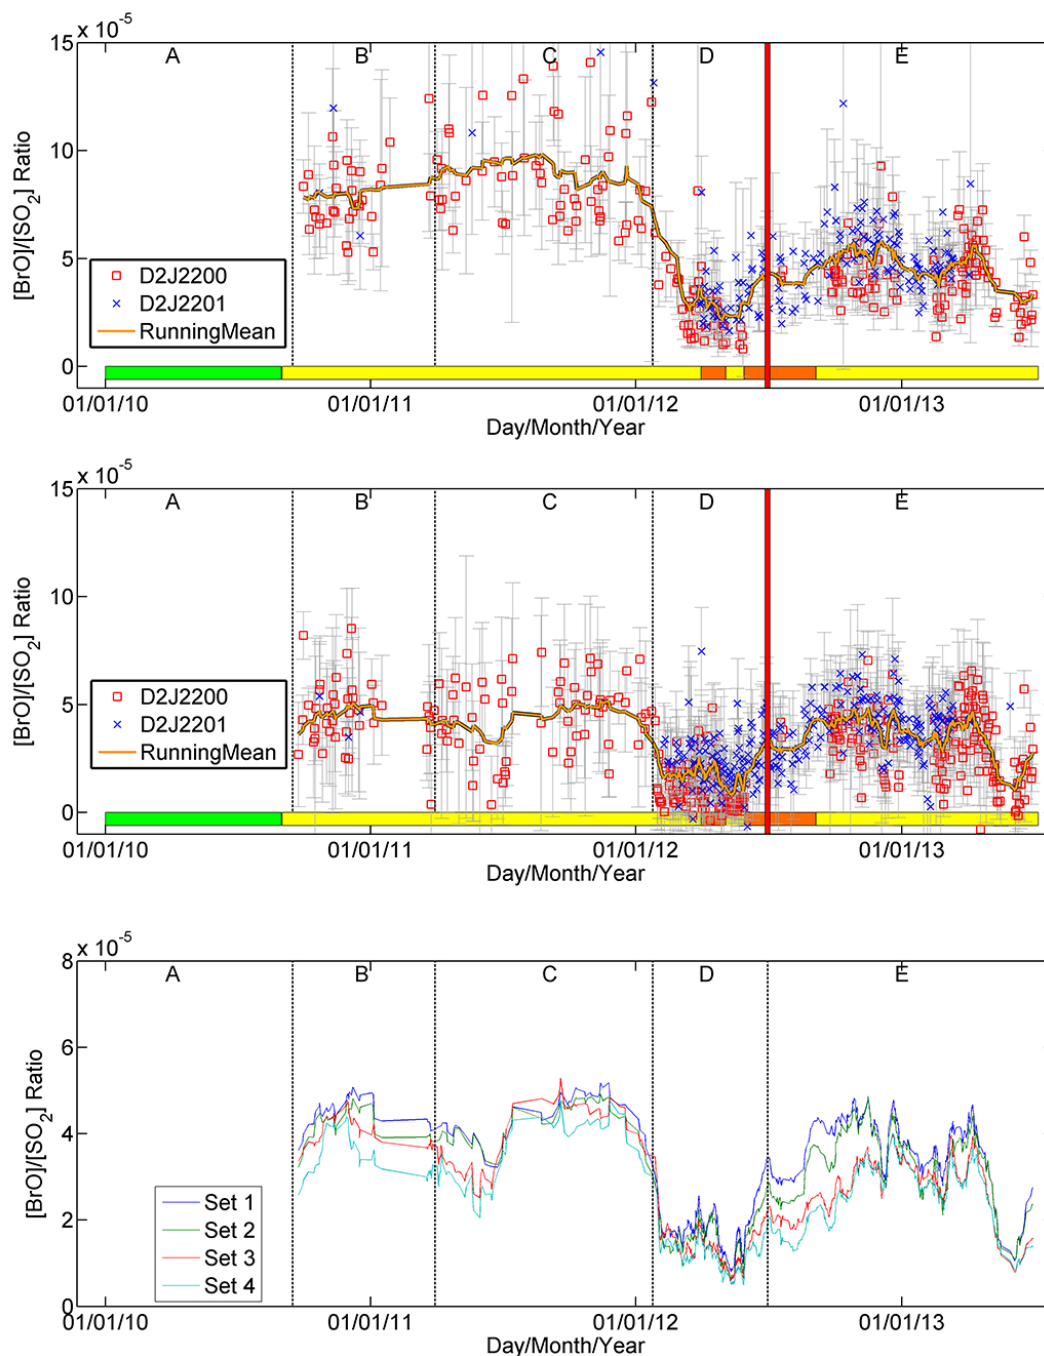 x 10^-5
15
A
B
C
D
E
10
5
0
[BrO]/[SO2] Ratio
D2J2200
D2J2201
RunningMean
01/01/10
01/01/11
01/01/12
01/01/13
Day/Month/Year
x 10^-5
15
A
B
C
D
E
10
5
0
[BrO]/[SO2] Ratio
D2J2200
D2J2201
RunningMean
01/01/10
01/01/11
01/01/12
01/01/13
Day/Month/Year
x 10^-5
8
A
B
C
D
E
6
4
2
0
[BrO]/[SO2] Ratio
Set 1
Set 2
Set 3
Set 4
01/01/10
01/01/11
01/01/12
01/01/13
Day/Month/Year